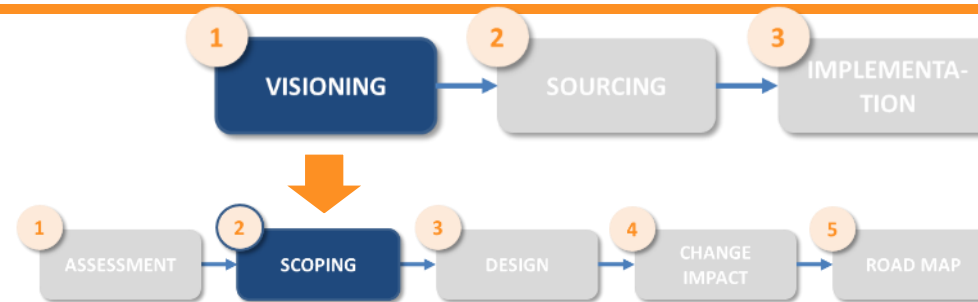 1
VISIONING
2
SOURCING
3
IMPLEMENTA-
TION
1
ASSESSMENT
2
SCOPING
3
DESIGN
4
CHANGE
IMPACT
5
ROAD MAP